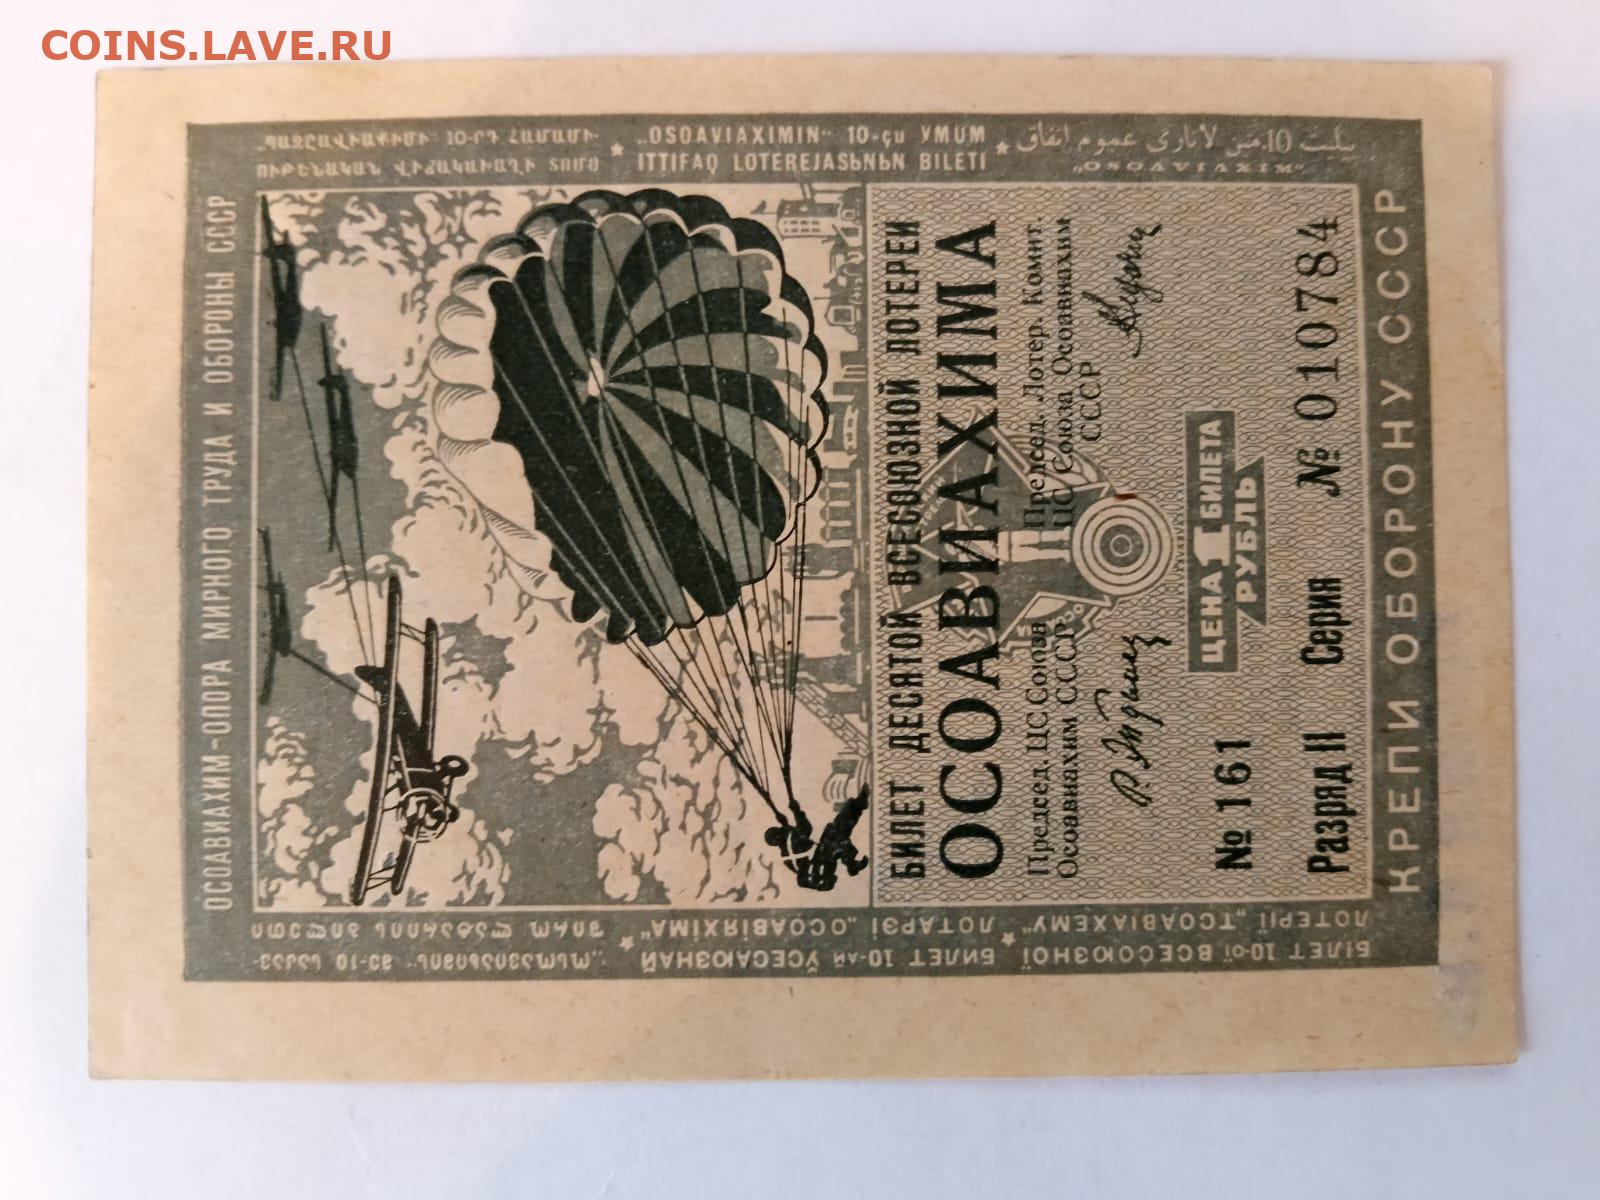 COINS.LAVE.RU
ОСОАВИАХИМ-ОПОРА МИРНОГО ТРУДА И ОБОРОНЫ СССР
БИЛЕТ ДЕСЯТОЙ ВСЕСОЮЗНОЙ ЛОТЕРЕИ
ОСОАВИАХИМА
Председ. ЦС Союза
Осоавиахим СССР
Председ. Лотер. Комит.
ЦС Союза Осоавиахим
СССР
ЦЕНА 1 БИЛЕТА
РУБЛЬ
№ 161
Разряд II Серия № 010784
КРЕПИ ОБОРОНУ СССР
БІЛЕТ 10-ої ВСЕСОЮЗНОЇ ЛОТЕРІЇ „ТСОАВІАХЕМУ”
БИЛЕТ 10-АЙ ЎСЕСАЮЗНАЙ ЛОТАРЭІ „ОСОАВІЯХІМА”
„OSOAVIAXIMIN” 10-çu YMUM
ITTIFAQ LOTEREJASЬNЬN BILETI
"OSOAVIAXIM"